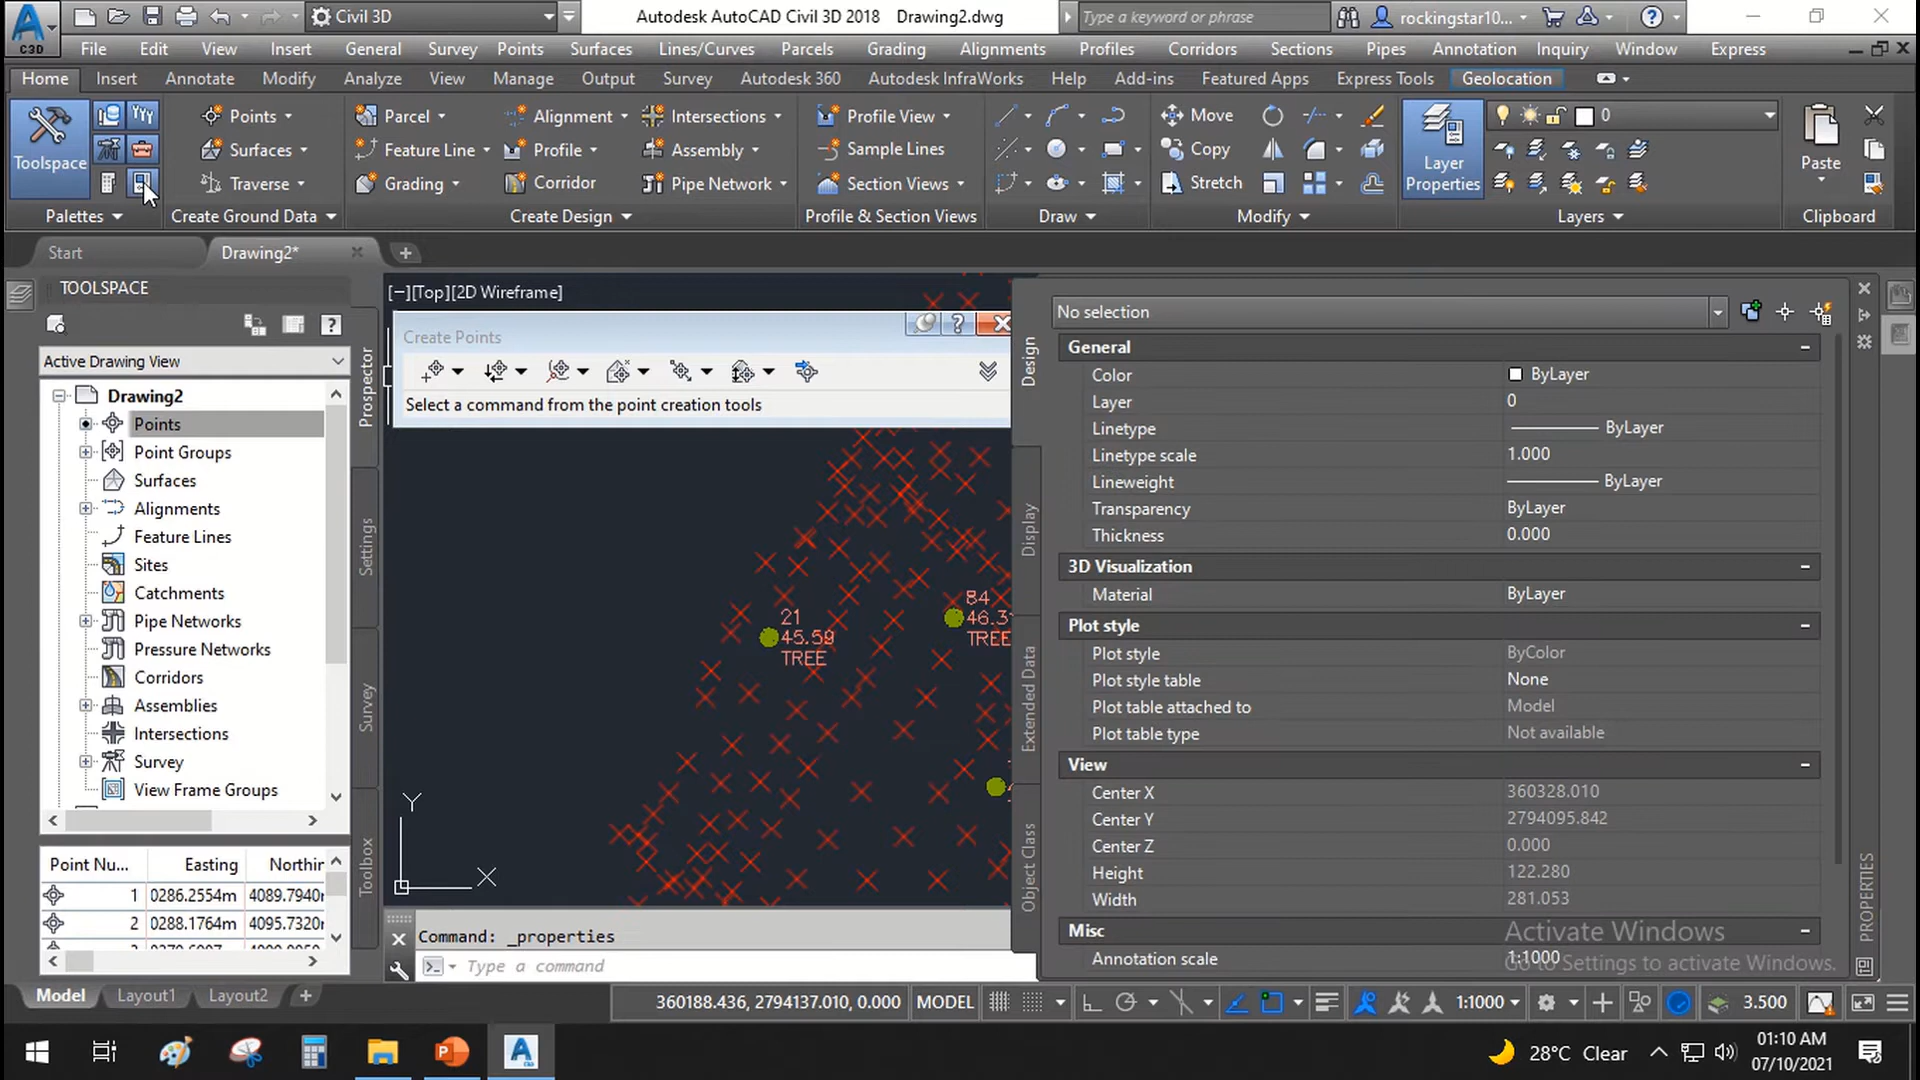 Civil 3D
Autodesk AutoCAD Civil 3D 2018 Drawing2.dwg
Type a keyword or phrase
rockingstar10...
C3D
File Edit View Insert General Survey Points Surfaces Lines/Curves Parcels Grading Alignments Profiles Corridors Sections Pipes Annotation Inquiry Window Express
Home Insert Annotate Modify Analyze View Manage Output Survey Autodesk 360 Autodesk InfraWorks Help Add-ins Featured Apps Express Tools Geolocation
Points Parcel Alignment Intersections Profile View Move 0
Toolspace Surfaces Feature Line Profile Assembly Sample Lines Copy Layer Properties Paste
Traverse Grading Corridor Pipe Network Section Views Stretch
Palettes Create Ground Data Create Design Profile & Section Views Draw Modify Layers Clipboard
Start Drawing2*
TOOLSPACE
Active Drawing View
Drawing2
Points
Point Groups
Surfaces
Alignments
Feature Lines
Sites
Catchments
Pipe Networks
Pressure Networks
Corridors
Assemblies
Intersections
Survey
View Frame Groups
Point Nu... Easting Northir
1 0286.2554m 4089.7940r
2 0288.1764m 4095.7320r
Prospector
Settings
Survey
Toolbox
[−][Top][2D Wireframe]
Create Points
Select a command from the point creation tools
21
45.59
TREE
84
46.3
TREE
Y
X
Command: _properties
Type a command
Design
Display
Extended Data
Object Class
No selection
General
Color ByLayer
Layer 0
Linetype ByLayer
Linetype scale 1.000
Lineweight ByLayer
Transparency ByLayer
Thickness 0.000
3D Visualization
Material ByLayer
Plot style
Plot style ByColor
Plot style table None
Plot table attached to Model
Plot table type Not available
View
Center X 360328.010
Center Y 2794095.842
Center Z 0.000
Height 122.280
Width 281.053
Misc
Annotation scale 1:1000
PROPERTIES
Activate Windows
Go to Settings to activate Windows.
Model Layout1 Layout2
360188.436, 2794137.010, 0.000 MODEL 1:1000 3.500
28°C Clear
01:10 AM
07/10/2021